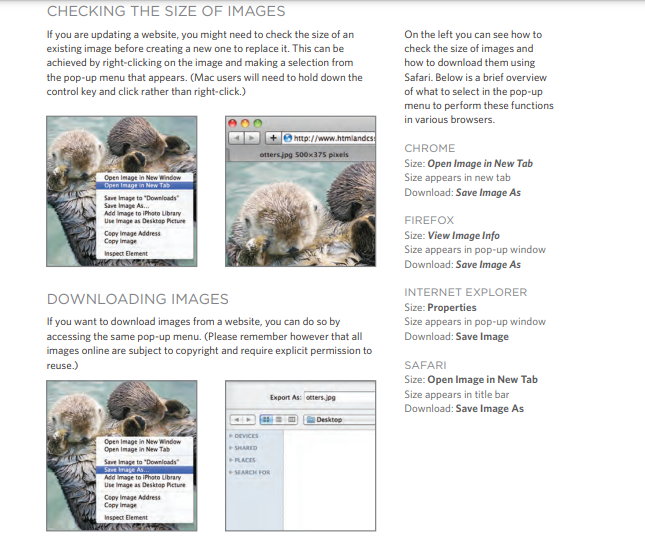 CHECKING THE SIZE OF IMAGES
If you are updating a website, you might need to check the size of an
existing image before creating a new one to replace it. This can be
achieved by right-clicking on the image and making a selection from
the pop-up menu that appears. (Mac users will need to hold down the
control key and click rather than right-click.)
Open Image in New Window
Open Image in New Tab
Save Image to "Downloads"
Save Image As...
Add Image to iPhoto Library
Use Image as Desktop Picture
Copy Image Address
Copy Image
Inspect Element
http://www.htmlandcss
otters.jpg 500×375 pixels
DOWNLOADING IMAGES
If you want to download images from a website, you can do so by
accessing the same pop-up menu. (Please remember however that all
images online are subject to copyright and require explicit permission to
reuse.)
Open Image in New Window
Open Image in New Tab
Save Image to "Downloads"
Save Image As...
Add Image to iPhoto Library
Use Image as Desktop Picture
Copy Image Address
Copy Image
Inspect Element
Export As: otters.jpg
Desktop
DEVICES
SHARED
PLACES
SEARCH FOR
On the left you can see how to
check the size of images and
how to download them using
Safari. Below is a brief overview
of what to select in the pop-up
menu to perform these functions
in various browsers.
CHROME
Size: Open Image in New Tab
Size appears in new tab
Download: Save Image As
FIREFOX
Size: View Image Info
Size appears in pop-up window
Download: Save Image As
INTERNET EXPLORER
Size: Properties
Size appears in pop-up window
Download: Save Image
SAFARI
Size: Open Image in New Tab
Size appears in title bar
Download: Save Image As